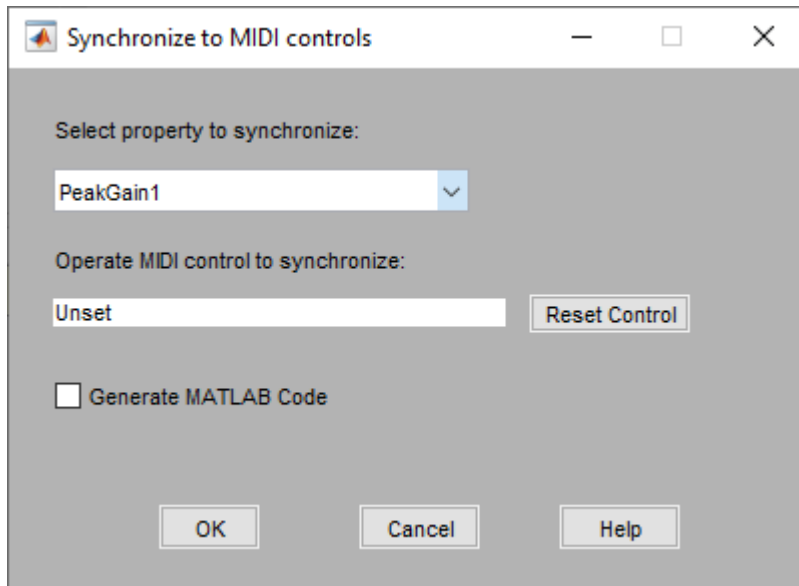 Synchronize to MIDI controls
Select property to synchronize:
PeakGain1
Operate MIDI control to synchronize:
Unset
Reset Control
Generate MATLAB Code
OK
Cancel
Help